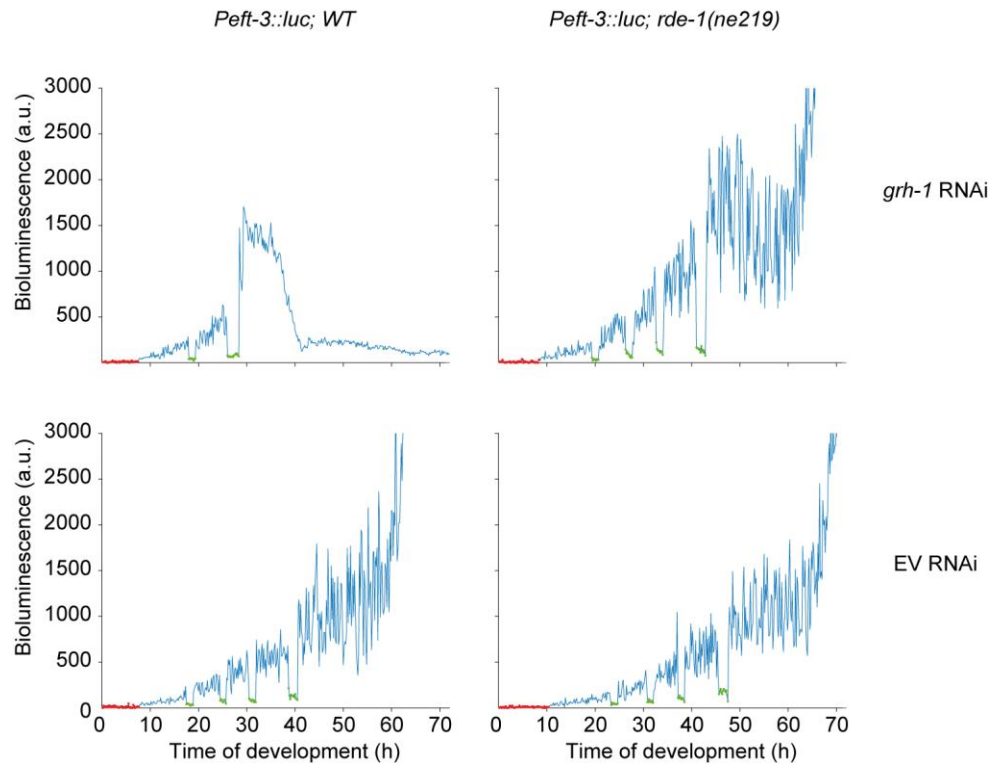 Peft-3::luc; WT
Peft-3::luc; rde-1(ne219)
Bioluminescence (a.u.)
3000
2500
2000
1500
1000
500
grh-1 RNAi
Bioluminescence (a.u.)
3000
2500
2000
1500
1000
500
0
EV RNAi
0 10 20 30 40 50 60 70
0 10 20 30 40 50 60 70
Time of development (h)
Time of development (h)